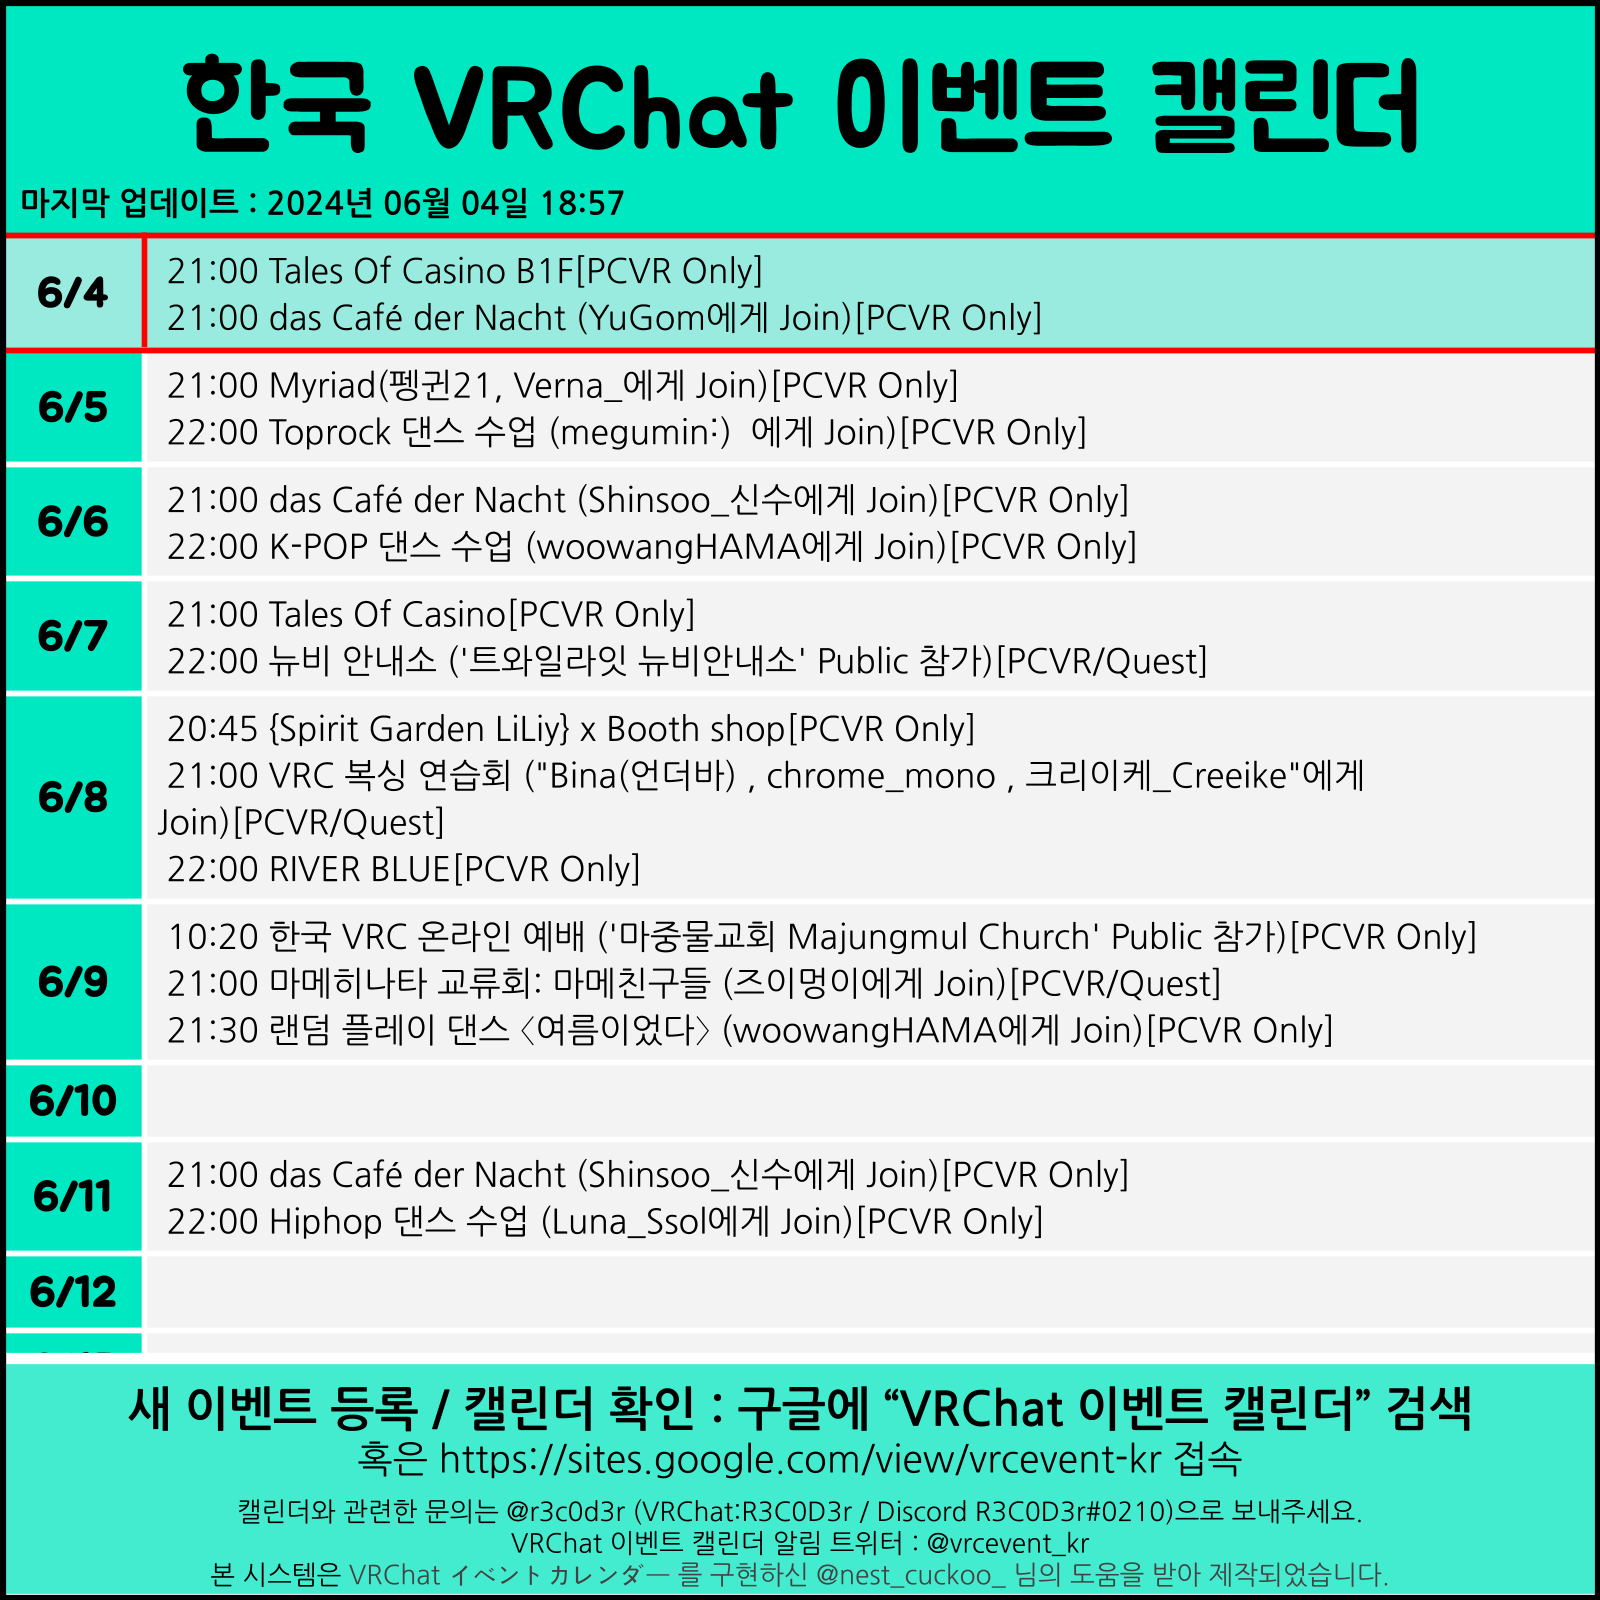 한국 VRChat 이벤트 캘린더
마지막 업데이트 : 2024년 06월 04일 18:57
6/4
21:00 Tales Of Casino B1F[PCVR Only]
21:00 das Café der Nacht (YuGom에게 Join)[PCVR Only]
6/5
21:00 Myriad(펭귄21, Verna_에게 Join)[PCVR Only]
22:00 Toprock 댄스 수업 (megumin:)  에게 Join)[PCVR Only]
6/6
21:00 das Café der Nacht (Shinsoo_신수에게 Join)[PCVR Only]
22:00 K-POP 댄스 수업 (woowangHAMA에게 Join)[PCVR Only]
6/7
21:00 Tales Of Casino[PCVR Only]
22:00 뉴비 안내소 ('트와일라잇 뉴비안내소' Public 참가)[PCVR/Quest]
6/8
20:45 {Spirit Garden LiLiy} x Booth shop[PCVR Only]
21:00 VRC 복싱 연습회 ("Bina(언더바) , chrome_mono , 크리이케_Creeike"에게
Join)[PCVR/Quest]
22:00 RIVER BLUE[PCVR Only]
6/9
10:20 한국 VRC 온라인 예배 ('마중물교회 Majungmul Church' Public 참가)[PCVR Only]
21:00 마메히나타 교류회: 마메친구들 (즈이멍이에게 Join)[PCVR/Quest]
21:30 랜덤 플레이 댄스 〈여름이었다〉 (woowangHAMA에게 Join)[PCVR Only]
6/10
6/11
21:00 das Café der Nacht (Shinsoo_신수에게 Join)[PCVR Only]
22:00 Hiphop 댄스 수업 (Luna_Ssol에게 Join)[PCVR Only]
6/12
새 이벤트 등록 / 캘린더 확인 : 구글에 “VRChat 이벤트 캘린더” 검색
혹은 https://sites.google.com/view/vrcevent-kr 접속
캘린더와 관련한 문의는 @r3c0d3r (VRChat:R3C0D3r / Discord R3C0D3r#0210)으로 보내주세요.
VRChat 이벤트 캘린더 알림 트위터 : @vrcevent_kr
본 시스템은 VRChat イベントカレンダー 를 구현하신 @nest_cuckoo_ 님의 도움을 받아 제작되었습니다.